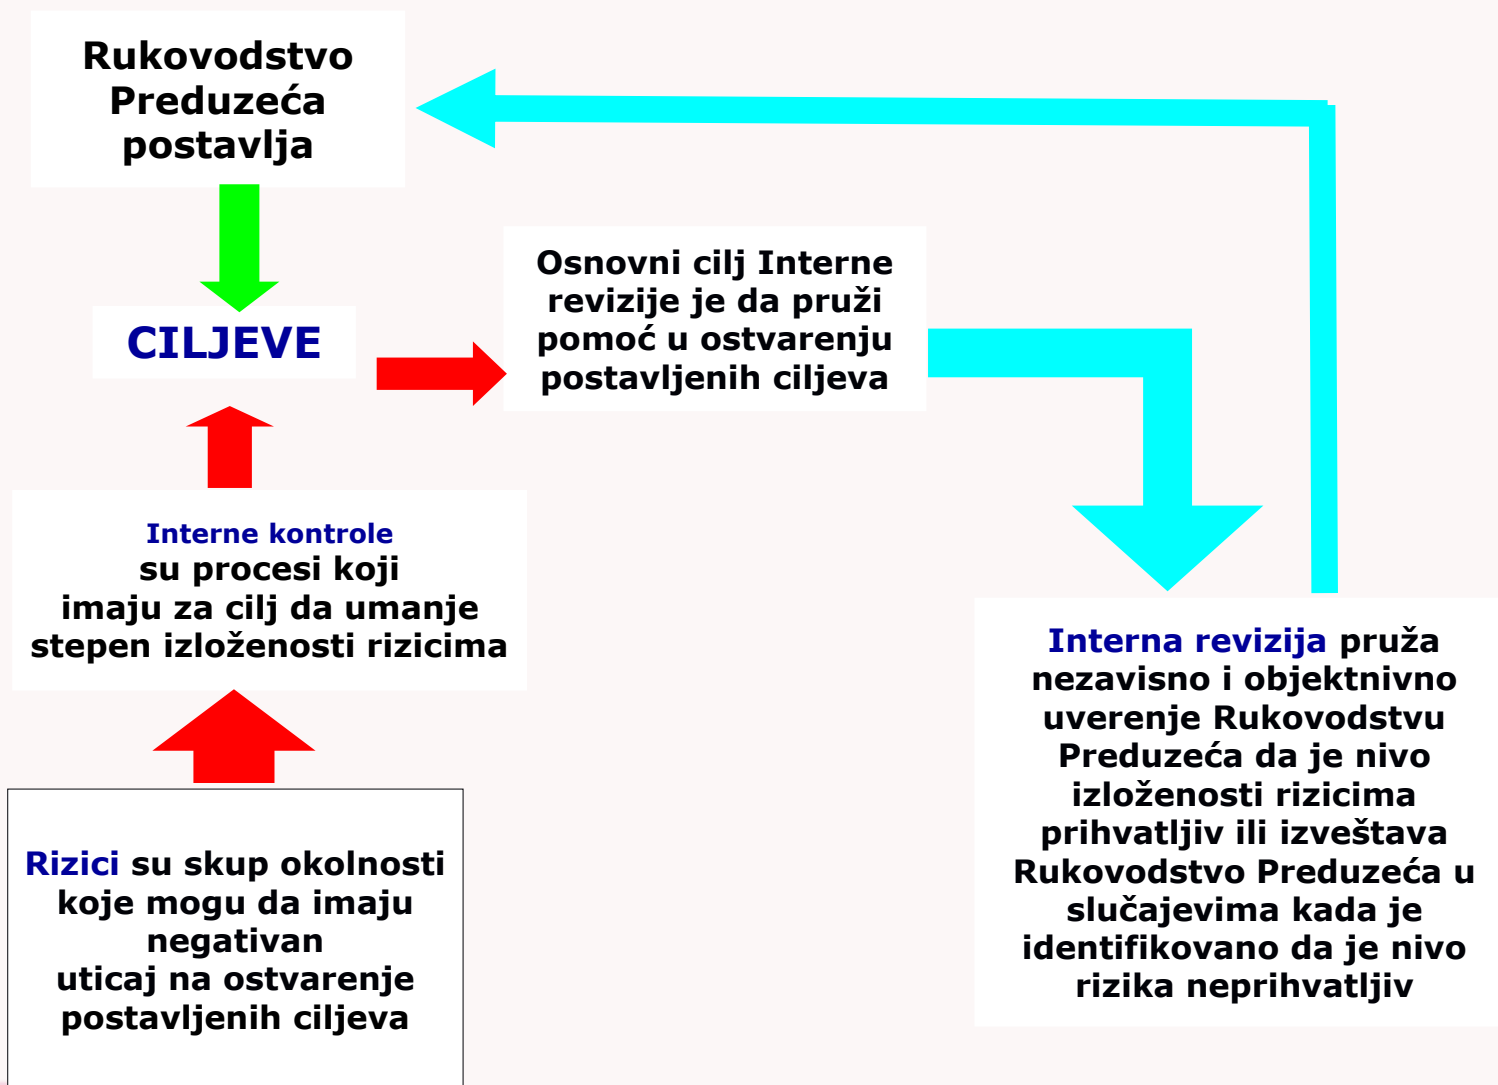 Rukovodstvo
Preduzeća
postavlja
CILJEVE
Osnovni cilj Interne
revizije je da pruži
pomoć u ostvarenju
postavljenih ciljeva
Interne kontrole
su procesi koji
imaju za cilj da umanje
stepen izloženosti rizicima
Rizici su skup okolnosti
koje mogu da imaju
negativan
uticaj na ostvarenje
postavljenih ciljeva
Interna revizija pruža
nezavisno i objektnivno
uverenje Rukovodstvu
Preduzeća da je nivo
izloženosti rizicima
prihvatljiv ili izveštava
Rukovodstvo Preduzeća u
slučajevima kada je
identifikovano da je nivo
rizika neprihvatljiv